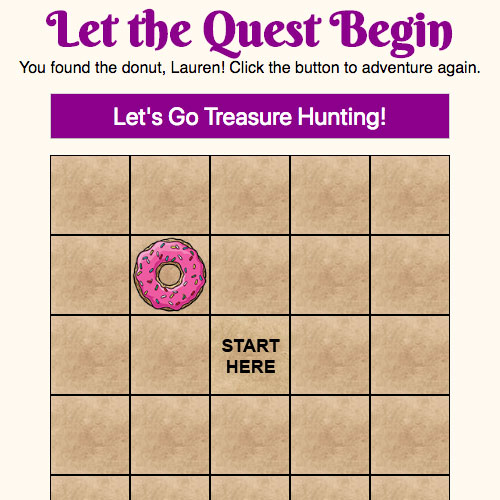 Let the Quest Begin
You found the donut, Lauren! Click the button to adventure again.
Let's Go Treasure Hunting!
START
HERE